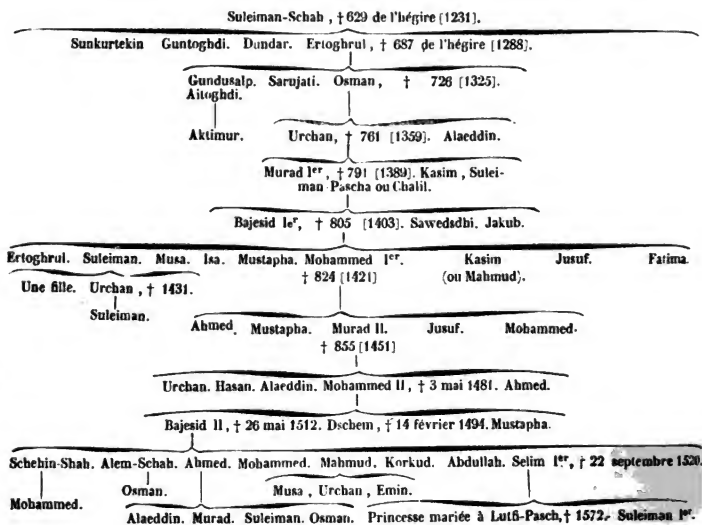 Suleiman-Schah, † 629 de l'hégire [1231].
Sunkurtekin Guntoghdi. Dundar. Ertoghrul, † 687 de l'hégire [1288].
Gundusalp. Sarujati. Osman, † 726 [1325].
Aitoghdi.
Aktimur. Urchan, † 761 [1359]. Alaeddin.
Murad Ier, † 791 [1389]. Kasim, Sulei-
man Pascha ou Chalil.
Bajesid Ier, † 805 [1403]. Sawedsdbi. Jakub.
Ertoghrul. Suleiman. Musa. Isa. Mustapha. Mohammed Ier. Kasim Jusuf. Fatima.
† 824 [1421] (ou Mahmud).
Une fille. Urchan, † 1431.
Suleiman.
Ahmed. Mustapha. Murad II. Jusuf. Mohammed.
† 855 [1451]
Urchan. Hasan. Alaeddin. Mohammed II, † 3 mai 1481. Ahmed.
Bajesid II, † 26 mai 1512. Dschem, † 14 février 1494. Mustapha.
Schehin-Shah. Alem-Schah. Ahmed. Mohammed. Mahmud. Korkud. Abdullah. Selim Ier, † 22 septembre 1520.
Mohammed. Osman. Musa, Urchan, Emin.
Alaeddin. Murad. Suleiman. Osman. Princesse mariée à Lutfi-Pasch, † 1572. Suleiman Ier.